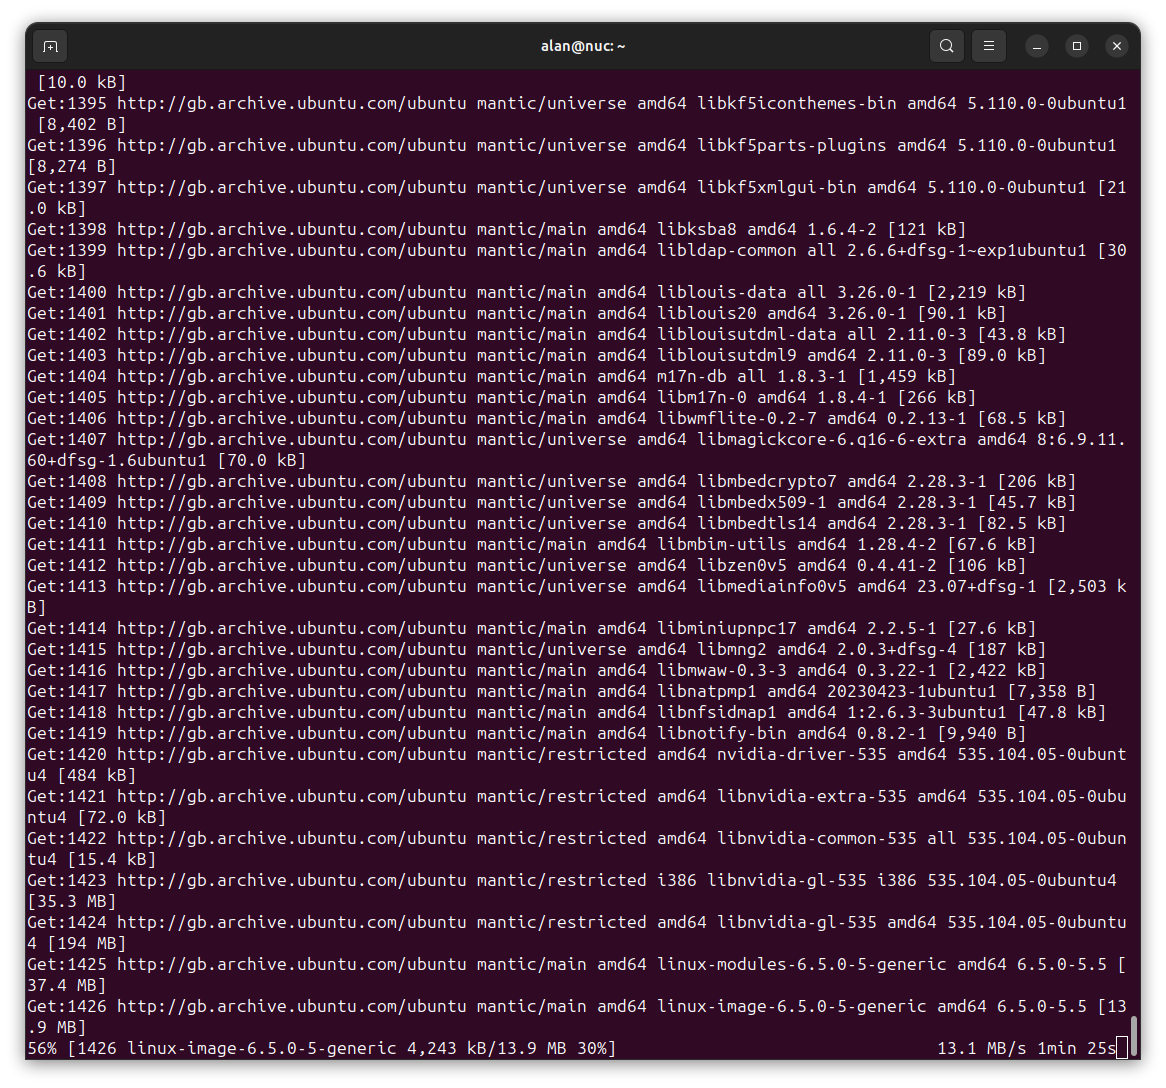 alan@nuc: ~
 [10.0 kB]
Get:1395 http://gb.archive.ubuntu.com/ubuntu mantic/universe amd64 libkf5iconthemes-bin amd64 5.110.0-0ubuntu1
 [8,402 B]
Get:1396 http://gb.archive.ubuntu.com/ubuntu mantic/universe amd64 libkf5parts-plugins amd64 5.110.0-0ubuntu1
[8,274 B]
Get:1397 http://gb.archive.ubuntu.com/ubuntu mantic/universe amd64 libkf5xmlgui-bin amd64 5.110.0-0ubuntu1 [21
.0 kB]
Get:1398 http://gb.archive.ubuntu.com/ubuntu mantic/main amd64 libksba8 amd64 1.6.4-2 [121 kB]
Get:1399 http://gb.archive.ubuntu.com/ubuntu mantic/main amd64 libldap-common all 2.6.6+dfsg-1~exp1ubuntu1 [30
.6 kB]
Get:1400 http://gb.archive.ubuntu.com/ubuntu mantic/main amd64 liblouis-data all 3.26.0-1 [2,219 kB]
Get:1401 http://gb.archive.ubuntu.com/ubuntu mantic/main amd64 liblouis20 amd64 3.26.0-1 [90.1 kB]
Get:1402 http://gb.archive.ubuntu.com/ubuntu mantic/main amd64 liblouisutdml-data all 2.11.0-3 [43.8 kB]
Get:1403 http://gb.archive.ubuntu.com/ubuntu mantic/main amd64 liblouisutdml9 amd64 2.11.0-3 [89.0 kB]
Get:1404 http://gb.archive.ubuntu.com/ubuntu mantic/main amd64 m17n-db all 1.8.3-1 [1,459 kB]
Get:1405 http://gb.archive.ubuntu.com/ubuntu mantic/main amd64 libm17n-0 amd64 1.8.4-1 [266 kB]
Get:1406 http://gb.archive.ubuntu.com/ubuntu mantic/main amd64 libwmflite-0.2-7 amd64 0.2.13-1 [68.5 kB]
Get:1407 http://gb.archive.ubuntu.com/ubuntu mantic/universe amd64 libmagickcore-6.q16-6-extra amd64 8:6.9.11.
60+dfsg-1.6ubuntu1 [70.0 kB]
Get:1408 http://gb.archive.ubuntu.com/ubuntu mantic/universe amd64 libmbedcrypto7 amd64 2.28.3-1 [206 kB]
Get:1409 http://gb.archive.ubuntu.com/ubuntu mantic/universe amd64 libmbedx509-1 amd64 2.28.3-1 [45.7 kB]
Get:1410 http://gb.archive.ubuntu.com/ubuntu mantic/universe amd64 libmbedtls14 amd64 2.28.3-1 [82.5 kB]
Get:1411 http://gb.archive.ubuntu.com/ubuntu mantic/main amd64 libmbim-utils amd64 1.28.4-2 [67.6 kB]
Get:1412 http://gb.archive.ubuntu.com/ubuntu mantic/universe amd64 libzen0v5 amd64 0.4.41-2 [106 kB]
Get:1413 http://gb.archive.ubuntu.com/ubuntu mantic/universe amd64 libmediainfo0v5 amd64 23.07+dfsg-1 [2,503 k
B]
Get:1414 http://gb.archive.ubuntu.com/ubuntu mantic/main amd64 libminiupnpc17 amd64 2.2.5-1 [27.6 kB]
Get:1415 http://gb.archive.ubuntu.com/ubuntu mantic/universe amd64 libmng2 amd64 2.0.3+dfsg-4 [187 kB]
Get:1416 http://gb.archive.ubuntu.com/ubuntu mantic/main amd64 libmwaw-0.3-3 amd64 0.3.22-1 [2,422 kB]
Get:1417 http://gb.archive.ubuntu.com/ubuntu mantic/main amd64 libnatpmp1 amd64 20230423-1ubuntu1 [7,358 B]
Get:1418 http://gb.archive.ubuntu.com/ubuntu mantic/main amd64 libnfsidmap1 amd64 1:2.6.3-3ubuntu1 [47.8 kB]
Get:1419 http://gb.archive.ubuntu.com/ubuntu mantic/main amd64 libnotify-bin amd64 0.8.2-1 [9,940 B]
Get:1420 http://gb.archive.ubuntu.com/ubuntu mantic/restricted amd64 nvidia-driver-535 amd64 535.104.05-0ubunt
u4 [484 kB]
Get:1421 http://gb.archive.ubuntu.com/ubuntu mantic/restricted amd64 libnvidia-extra-535 amd64 535.104.05-0ubu
ntu4 [72.0 kB]
Get:1422 http://gb.archive.ubuntu.com/ubuntu mantic/restricted amd64 libnvidia-common-535 all 535.104.05-0ubun
tu4 [15.4 kB]
Get:1423 http://gb.archive.ubuntu.com/ubuntu mantic/restricted i386 libnvidia-gl-535 i386 535.104.05-0ubuntu4
[35.3 MB]
Get:1424 http://gb.archive.ubuntu.com/ubuntu mantic/restricted amd64 libnvidia-gl-535 amd64 535.104.05-0ubuntu
4 [194 MB]
Get:1425 http://gb.archive.ubuntu.com/ubuntu mantic/main amd64 linux-modules-6.5.0-5-generic amd64 6.5.0-5.5 [
37.4 MB]
Get:1426 http://gb.archive.ubuntu.com/ubuntu mantic/main amd64 linux-image-6.5.0-5-generic amd64 6.5.0-5.5 [13
.9 MB]
56% [1426 linux-image-6.5.0-5-generic 4,243 kB/13.9 MB 30%] 13.1 MB/s 1min 25s